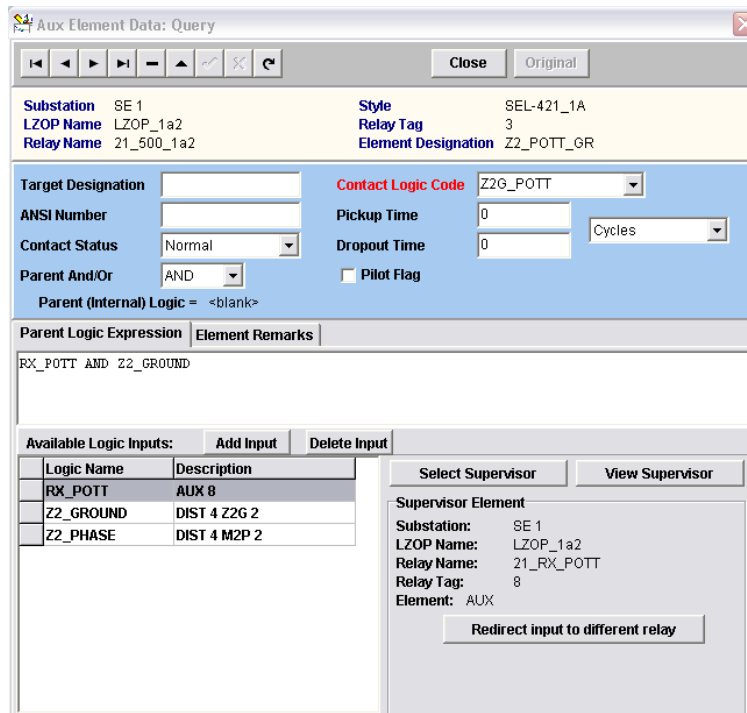 Aux Element Data: Query
Close Original
Substation SE 1 Style SEL-421_1A
LZOP Name LZOP_1a2 Relay Tag 3
Relay Name 21_500_1a2 Element Designation Z2_POTT_GR
Target Designation Contact Logic Code Z2G_POTT
ANSI Number Pickup Time 0 Cycles
Contact Status Normal Dropout Time 0
Parent And/Or AND Pilot Flag
Parent (Internal) Logic = <blank>
Parent Logic Expression Element Remarks
RX_POTT AND Z2_GROUND
Available Logic Inputs: Add Input Delete Input
Logic Name Description Select Supervisor View Supervisor
RX_POTT AUX 8
Z2_GROUND DIST 4 Z2G 2
Z2_PHASE DIST 4 M2P 2
Supervisor Element
Substation: SE 1
LZOP Name: LZOP_1a2
Relay Name: 21_RX_POTT
Relay Tag: 8
Element: AUX
Redirect input to different relay